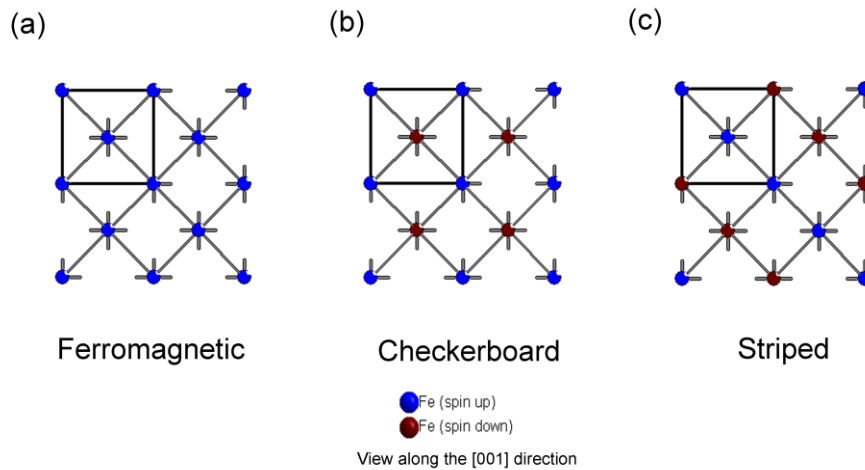 (a)
(b)
(c)
Ferromagnetic
Checkerboard
Striped
Fe (spin up)
Fe (spin down)
View along the [001] direction